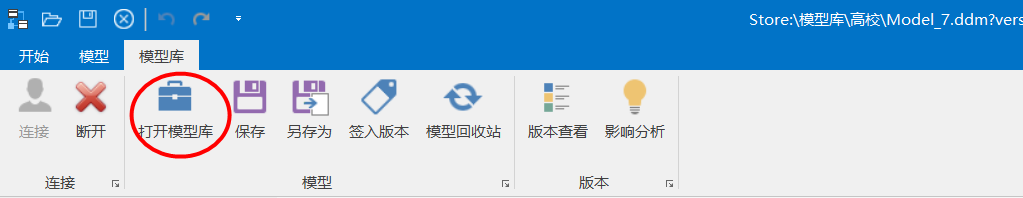 Store:\模型库\高校\Model_7.ddm?vers
开始 模型 模型库
连接 断开 打开模型库 保存 另存为 签入版本 模型回收站 版本查看 影响分析
连接 模型 版本